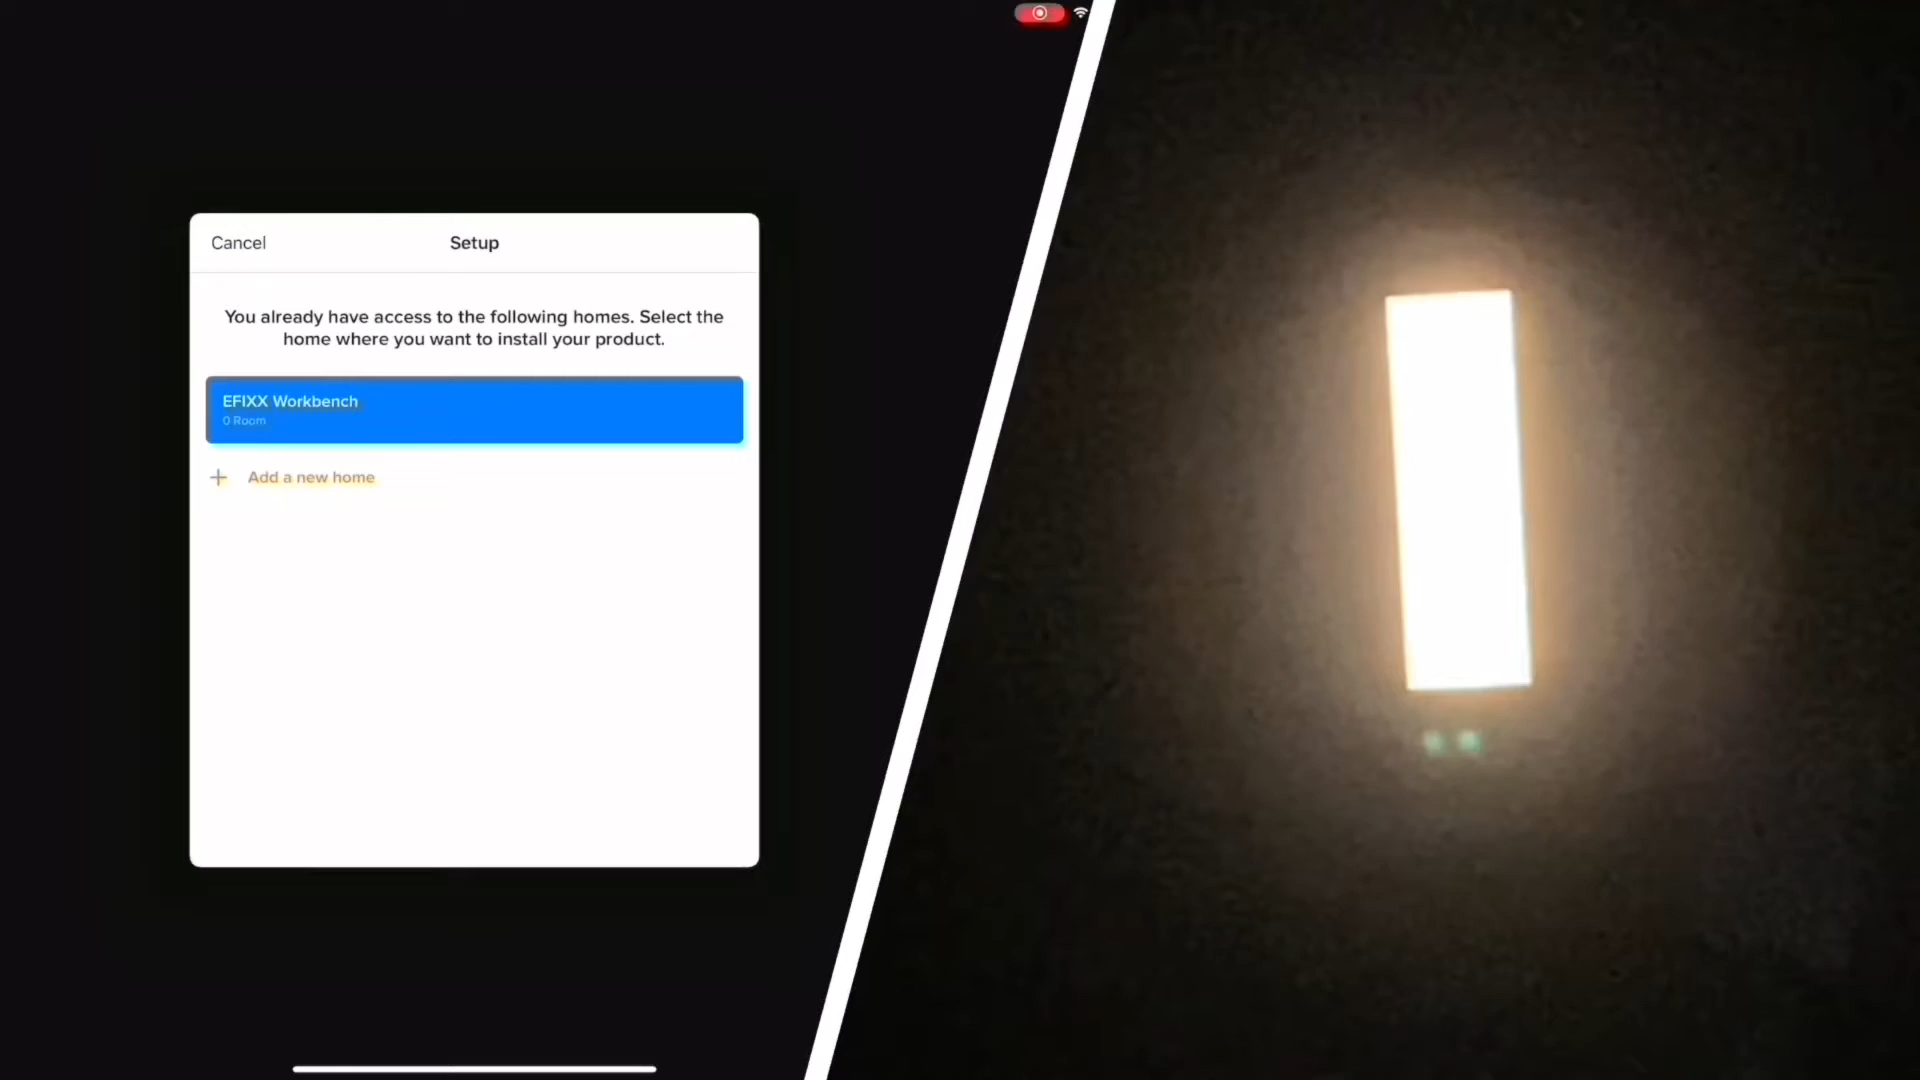 Cancel
Setup
You already have access to the following homes. Select the
home where you want to install your product.
EFIXX Workbench
0 Room
+ Add a new home